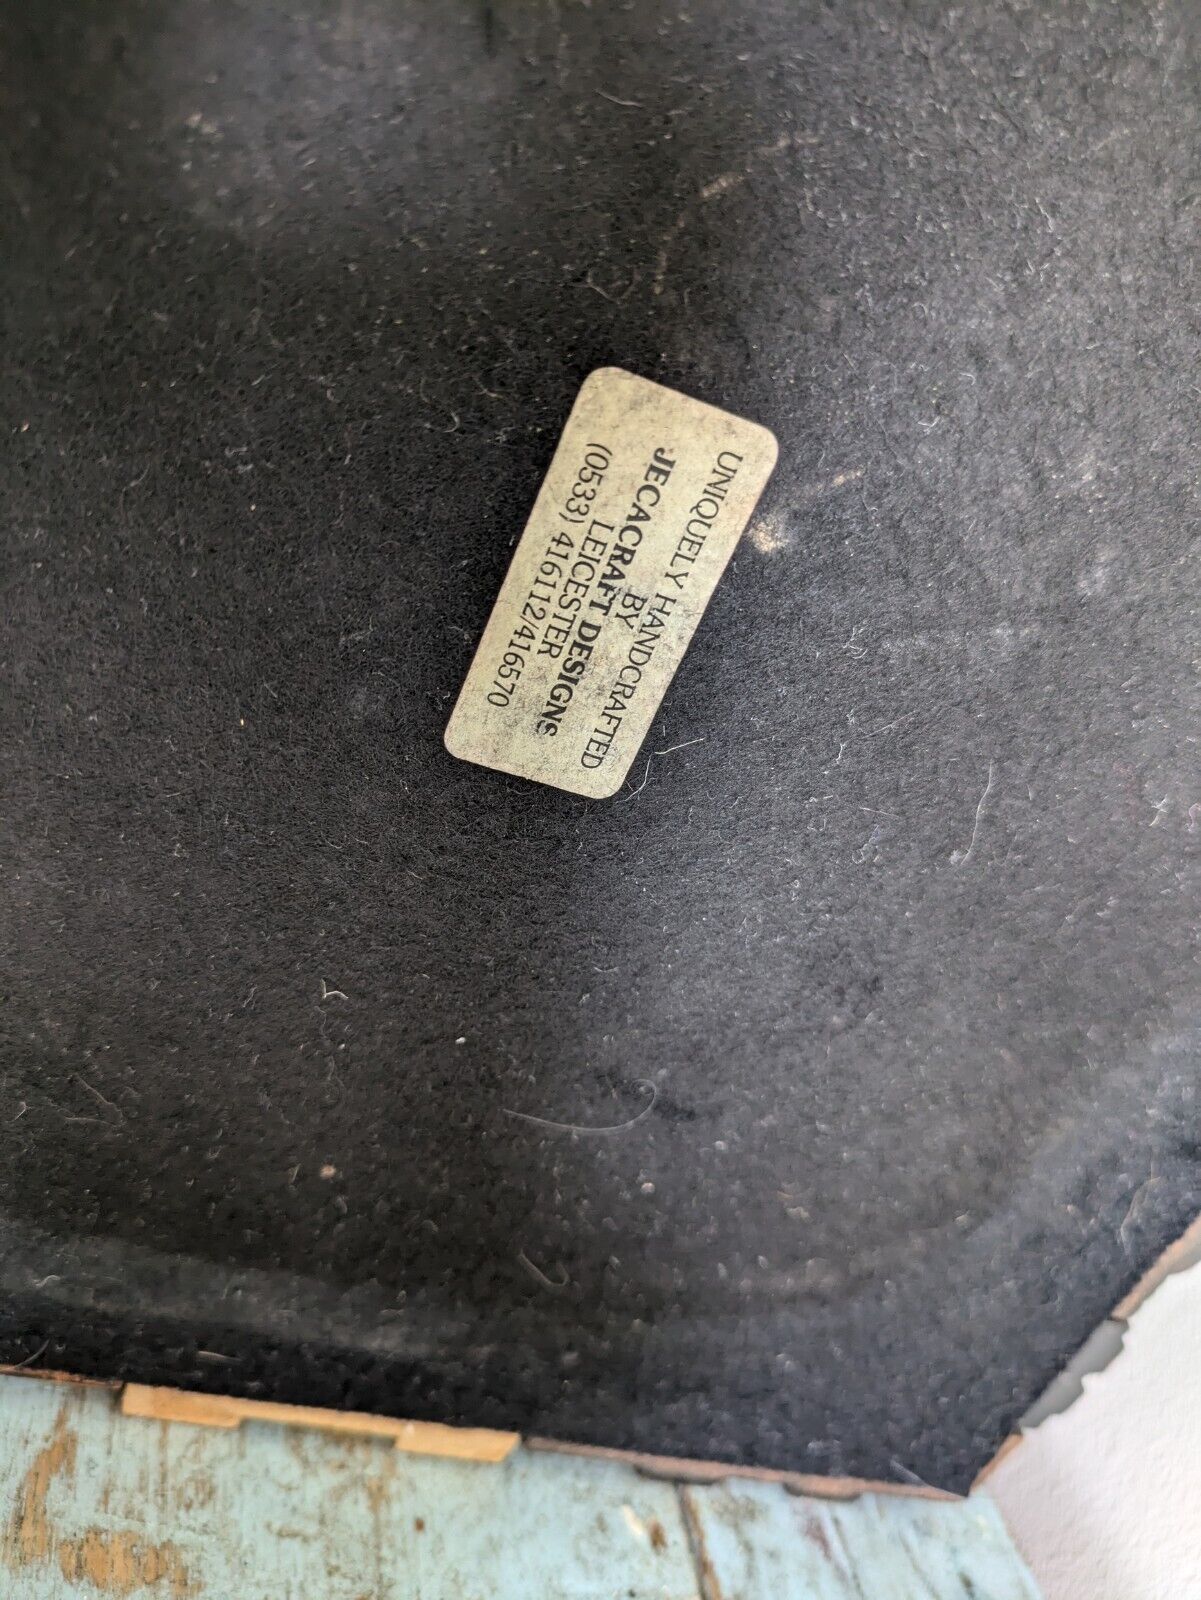 UNIQUELY HANDCRAFTED
BY
JECACRAFT DESIGNS
LEICESTER
(0533) 416112/416570